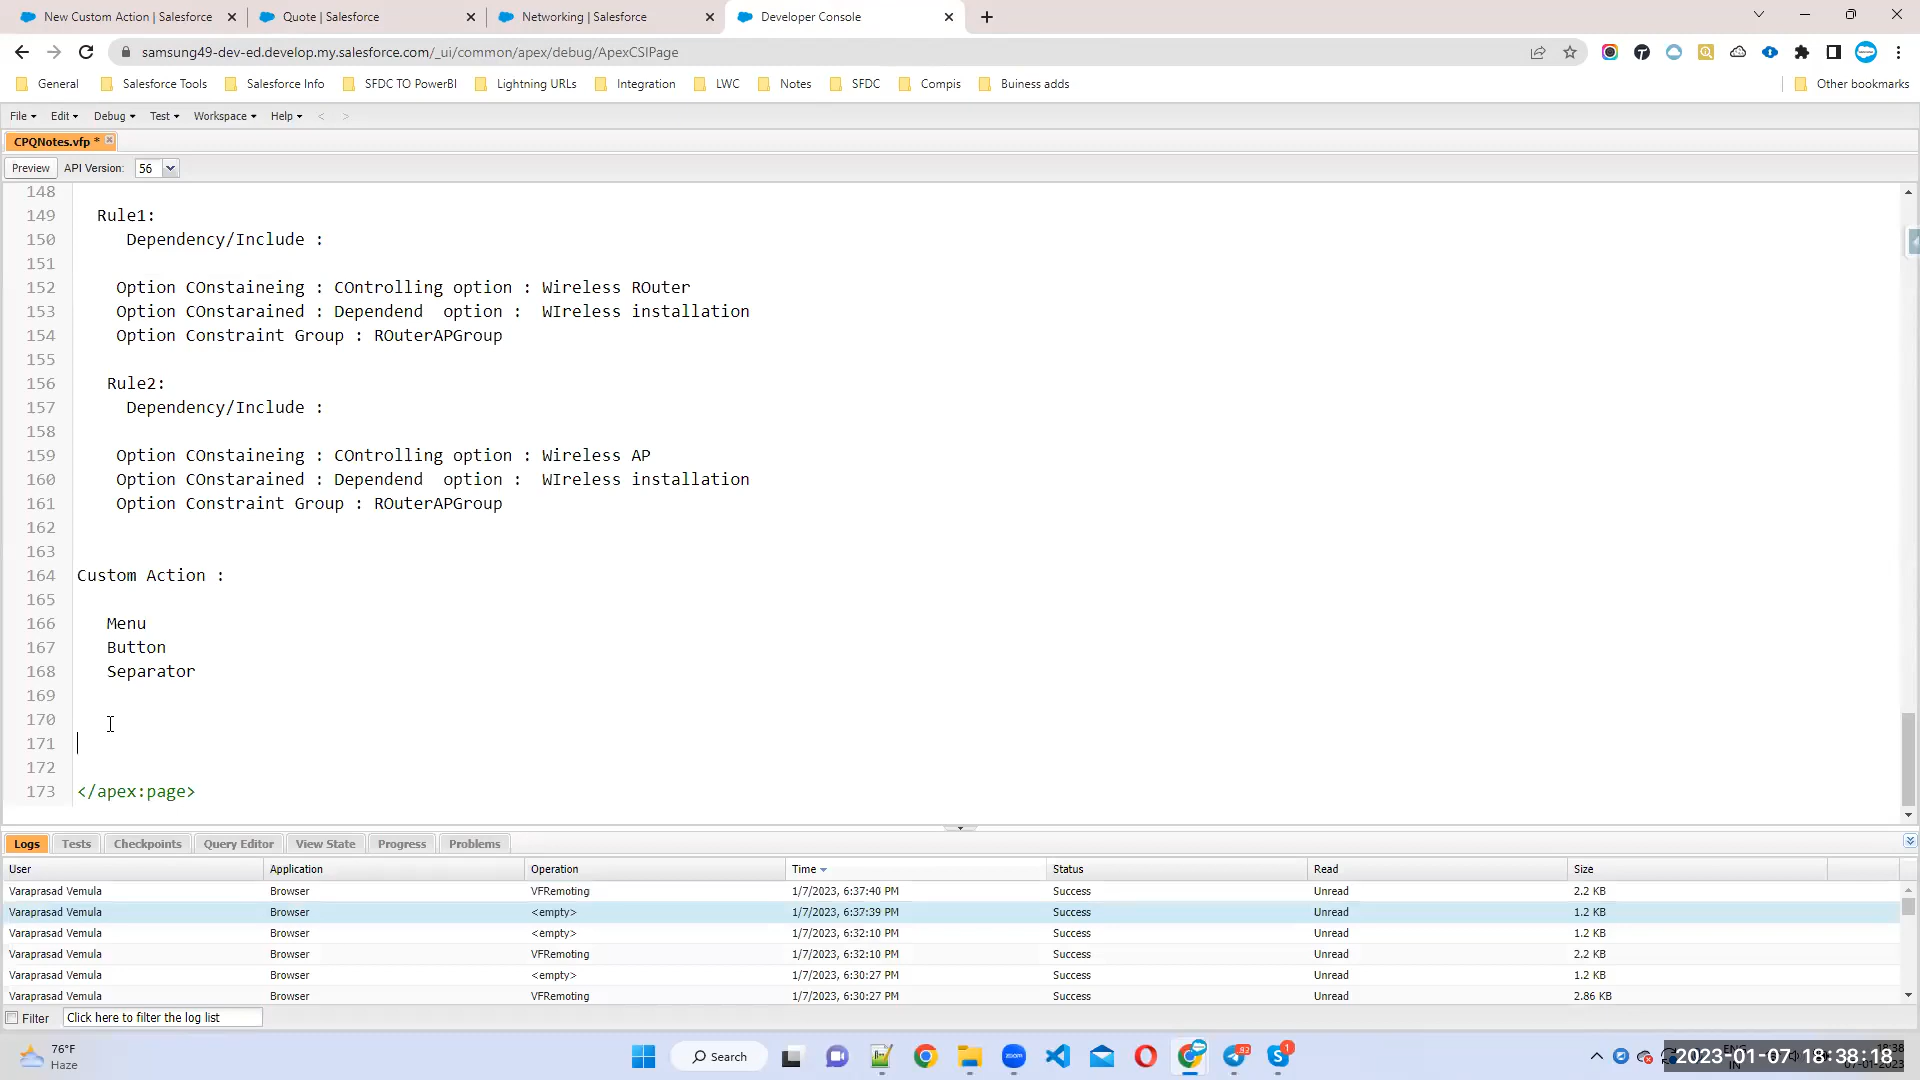 New Custom Action | Salesforce
Quote | Salesforce
Networking | Salesforce
Developer Console
samsung49-dev-ed.develop.my.salesforce.com/_ui/common/apex/debug/ApexCSIPage
General
Salesforce Tools
Salesforce Info
SFDC TO PowerBI
Lightning URLs
Integration
LWC
Notes
SFDC
Compis
Buiness adds
Other bookmarks
File
Edit
Debug
Test
Workspace
Help
< >
CPQNotes.vfp *
Preview
API Version:
56
148
149 Rule1:
150 Dependency/Include :
151
152 Option COnstaineing : COntrolling option : Wireless ROuter
153 Option COnstarained : Dependend option : WIreless installation
154 Option Constraint Group : ROuterAPGroup
155
156 Rule2:
157 Dependency/Include :
158
159 Option COnstaineing : COntrolling option : Wireless AP
160 Option COnstarained : Dependend option : WIreless installation
161 Option Constraint Group : ROuterAPGroup
162
163
164 Custom Action :
165
166 Menu
167 Button
168 Separator
169
170
171
172
173 </apex:page>
Logs
Tests
Checkpoints
Query Editor
View State
Progress
Problems
User Application Operation Time Status Read Size
Varaprasad Vemula Browser VFRemoting 1/7/2023, 6:37:40 PM Success Unread 2.2 KB
Varaprasad Vemula Browser <empty> 1/7/2023, 6:37:39 PM Success Unread 1.2 KB
Varaprasad Vemula Browser <empty> 1/7/2023, 6:32:10 PM Success Unread 1.2 KB
Varaprasad Vemula Browser VFRemoting 1/7/2023, 6:32:10 PM Success Unread 2.2 KB
Varaprasad Vemula Browser <empty> 1/7/2023, 6:30:27 PM Success Unread 1.2 KB
Varaprasad Vemula Browser VFRemoting 1/7/2023, 6:30:27 PM Success Unread 2.86 KB
Filter
Click here to filter the log list
76°F
Haze
Search
zoom
1
2023-01-07 18:38:18